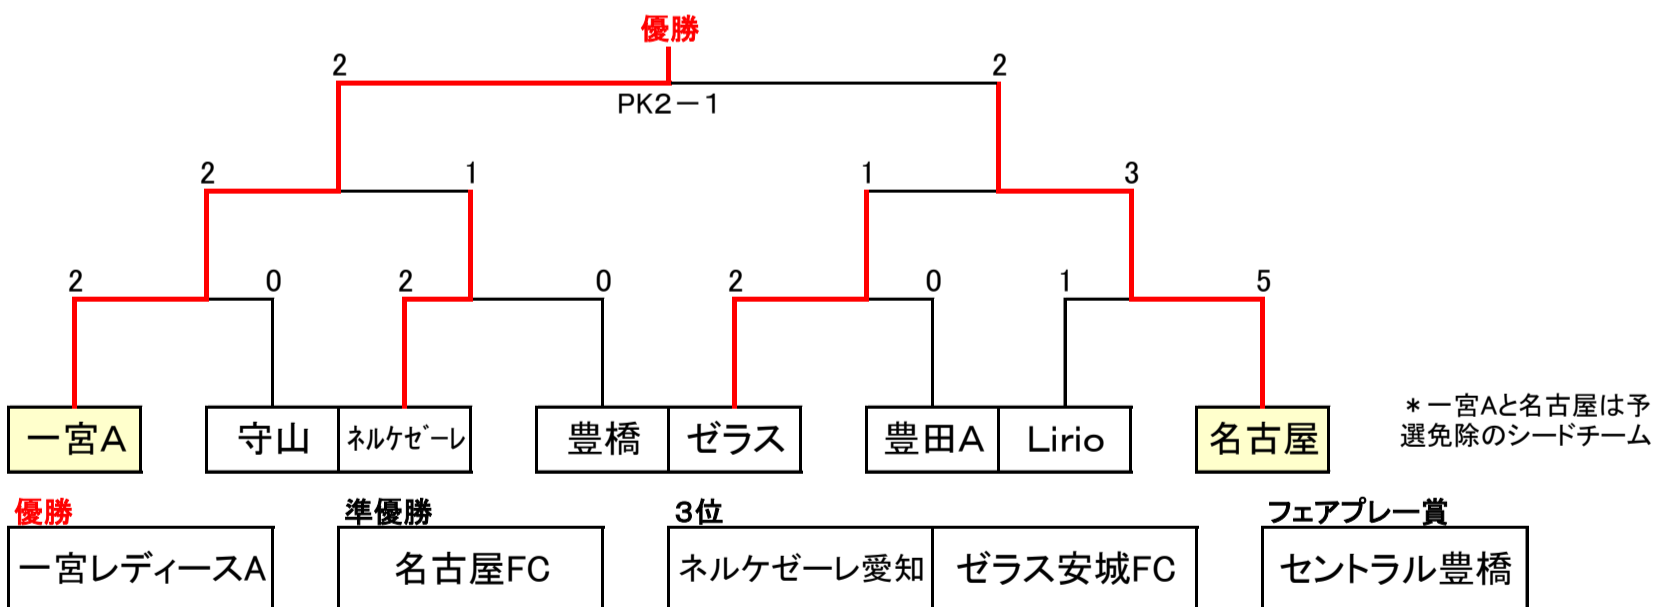 優勝
2 2
PK2－1
2 1 1 3
2 0 2 0 2 0 1 5
一宮A 守山 ネルケゼーレ 豊橋 ゼラス 豊田A Lirio 名古屋
＊一宮Aと名古屋は予
選免除のシードチーム
優勝 準優勝 3位 フェアプレー賞
一宮レディースA 名古屋FC ネルケゼーレ愛知 ゼラス安城FC セントラル豊橋